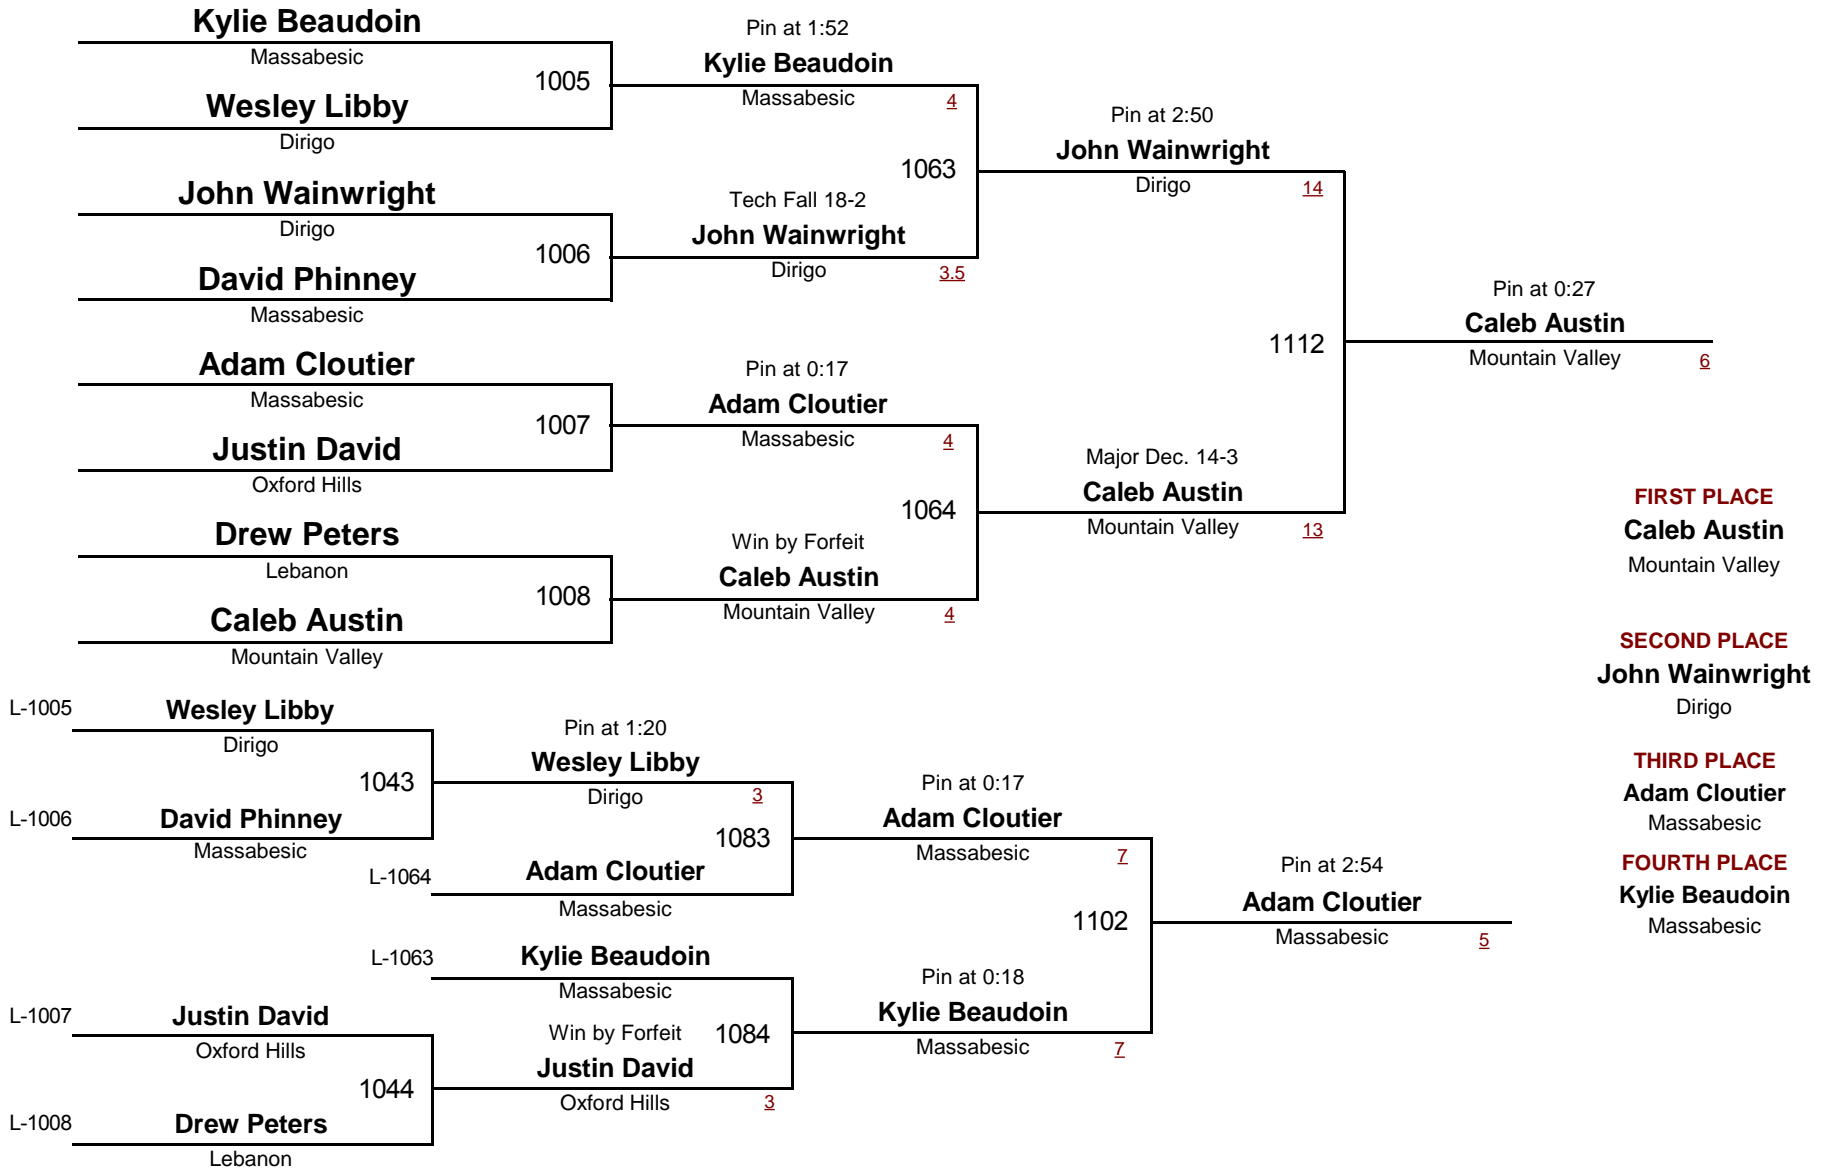 Kylie Beaudoin
Massabesic
1005
Wesley Libby
Dirigo
John Wainwright
Dirigo
1006
David Phinney
Massabesic
Adam Cloutier
Massabesic
1007
Justin David
Oxford Hills
Drew Peters
Lebanon
1008
Caleb Austin
Mountain Valley
Pin at 1:52
Kylie Beaudoin
Massabesic 4
1063
Tech Fall 18-2
John Wainwright
Dirigo 3.5
Pin at 0:17
Adam Cloutier
Massabesic 4
1064
Win by Forfeit
Caleb Austin
Mountain Valley 4
Pin at 2:50
John Wainwright
Dirigo 14
1112
Major Dec. 14-3
Caleb Austin
Mountain Valley 13
Pin at 0:27
Caleb Austin
Mountain Valley 6
FIRST PLACE
Caleb Austin
Mountain Valley
SECOND PLACE
John Wainwright
Dirigo
THIRD PLACE
Adam Cloutier
Massabesic
FOURTH PLACE
Kylie Beaudoin
Massabesic
L-1005 Wesley Libby
Dirigo
1043
L-1006 David Phinney
Massabesic
Pin at 1:20
Wesley Libby
Dirigo 3
1083
L-1064 Adam Cloutier
Massabesic
L-1063 Kylie Beaudoin
Massabesic
L-1007 Justin David
Oxford Hills
1044
L-1008 Drew Peters
Lebanon
Win by Forfeit 1084
Justin David
Oxford Hills 3
Pin at 0:17
Adam Cloutier
Massabesic 7
1102
Pin at 0:18
Kylie Beaudoin
Massabesic 7
Pin at 2:54
Adam Cloutier
Massabesic 5